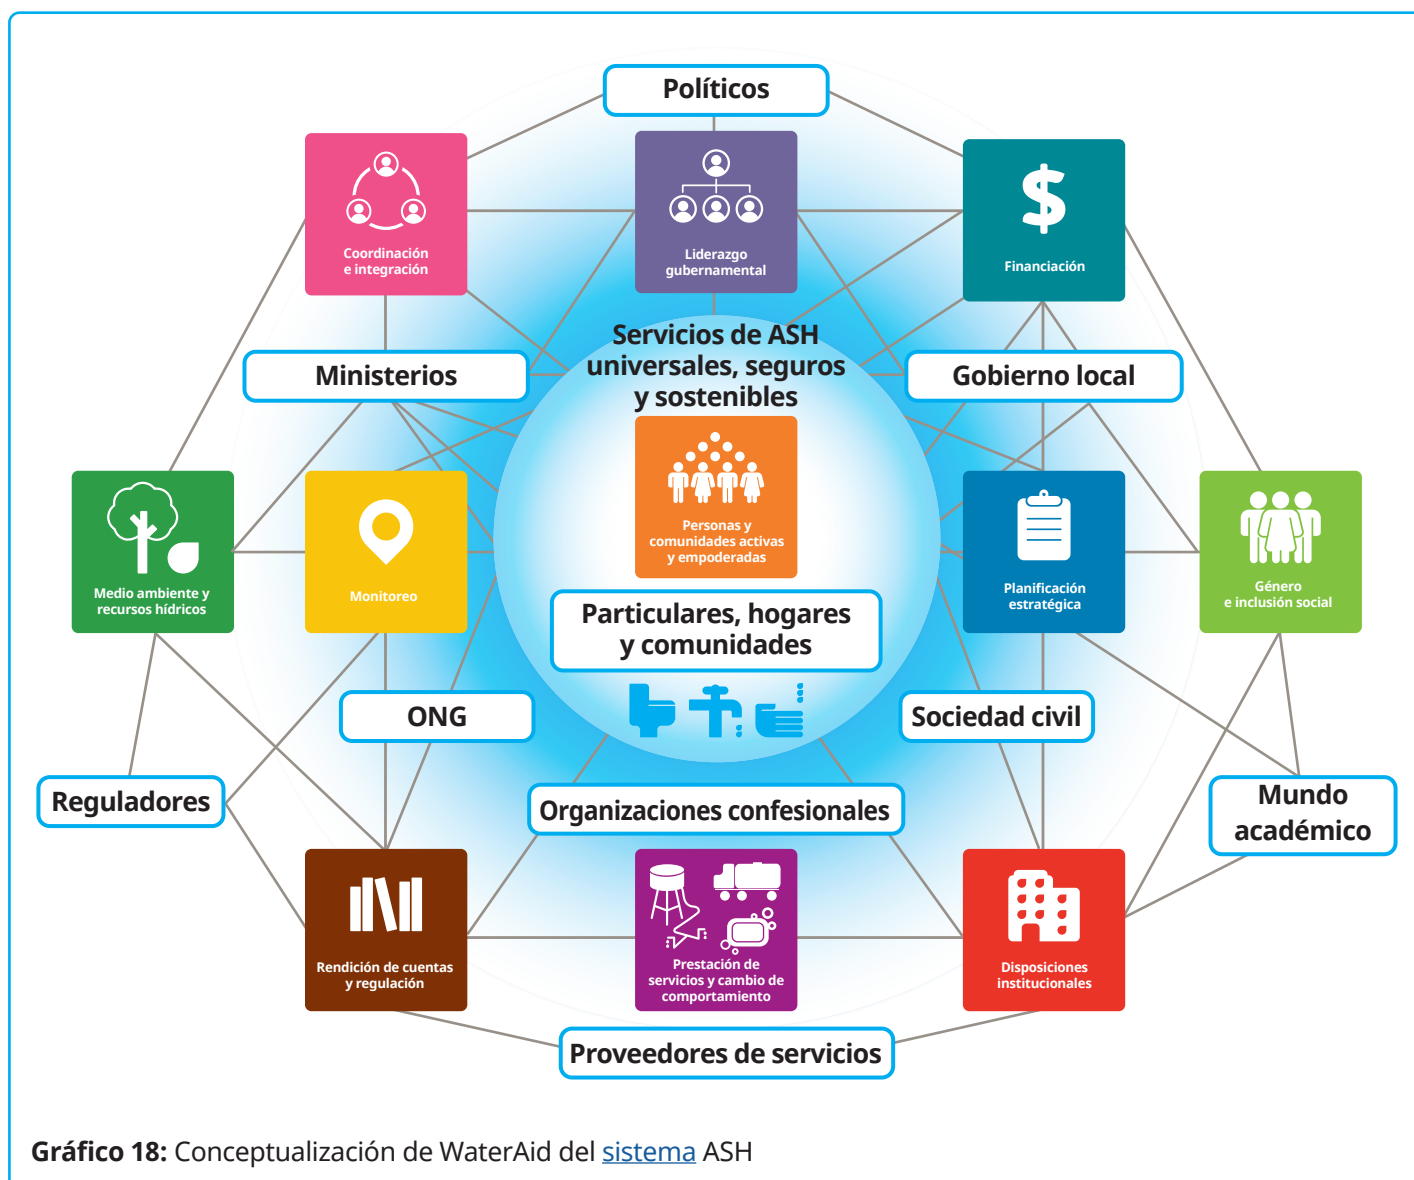 Políticos
Coordinación
e integración
Liderazgo
gubernamental
Financiación
Servicios de ASH
universales, seguros
y sostenibles
Ministerios
Gobierno local
Personas y
comunidades activas
y empoderadas
Medio ambiente y
recursos hídricos
Monitoreo
Planificación
estratégica
Género
e inclusión social
Particulares, hogares
y comunidades
ONG
Sociedad civil
Reguladores
Organizaciones confesionales
Mundo
académico
Rendición de cuentas
y regulación
Prestación de
servicios y cambio de
comportamiento
Disposiciones
institucionales
Proveedores de servicios
Gráfico 18: Conceptualización de WaterAid del sistema ASH